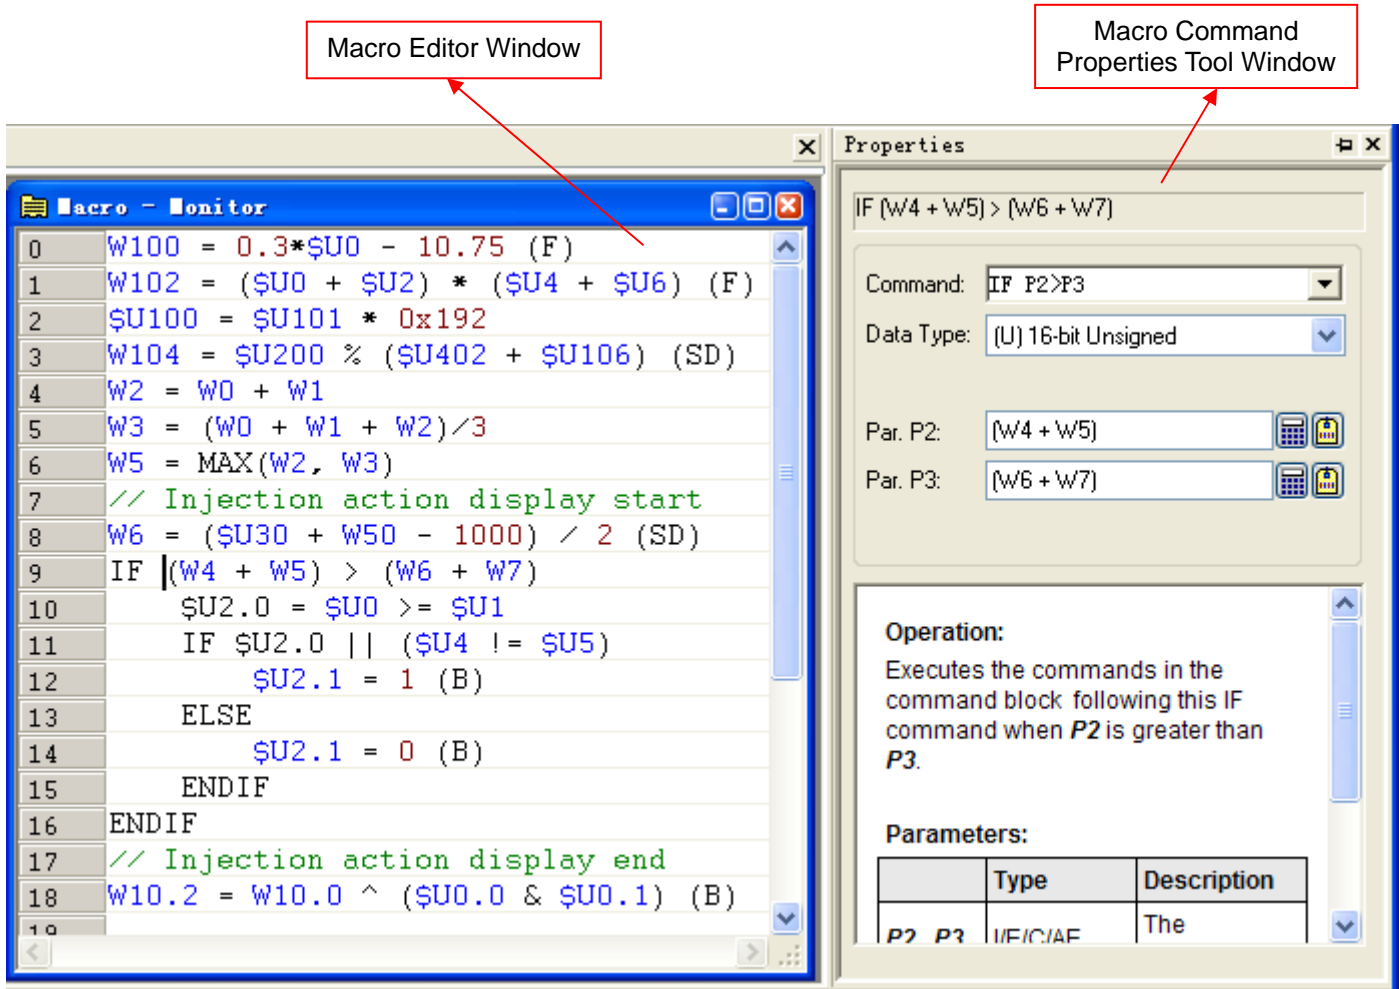 Macro Editor Window
Macro Command
Properties Tool Window
Properties
Macro - Monitor
0 W100 = 0.3*$U0 - 10.75 (F)
1 W102 = ($U0 + $U2) * ($U4 + $U6) (F)
2 $U100 = $U101 * 0x192
3 W104 = $U200 % ($U402 + $U106) (SD)
4 W2 = W0 + W1
5 W3 = (W0 + W1 + W2)/3
6 W5 = MAX(W2, W3)
7 // Injection action display start
8 W6 = ($U30 + W50 - 1000) / 2 (SD)
9 IF (W4 + W5) > (W6 + W7)
10 $U2.0 = $U0 >= $U1
11 IF $U2.0 || ($U4 != $U5)
12 $U2.1 = 1 (B)
13 ELSE
14 $U2.1 = 0 (B)
15 ENDIF
16 ENDIF
17 // Injection action display end
18 W10.2 = W10.0 ^ ($U0.0 & $U0.1) (B)
19
IF (W4 + W5) > (W6 + W7)
Command: IF P2>P3
Data Type: (U) 16-bit Unsigned
Par. P2: (W4 + W5)
Par. P3: (W6 + W7)
Operation:
Executes the commands in the
command block following this IF
command when P2 is greater than
P3.
Parameters:
Type Description
P2 P3 I/E/C/AE The